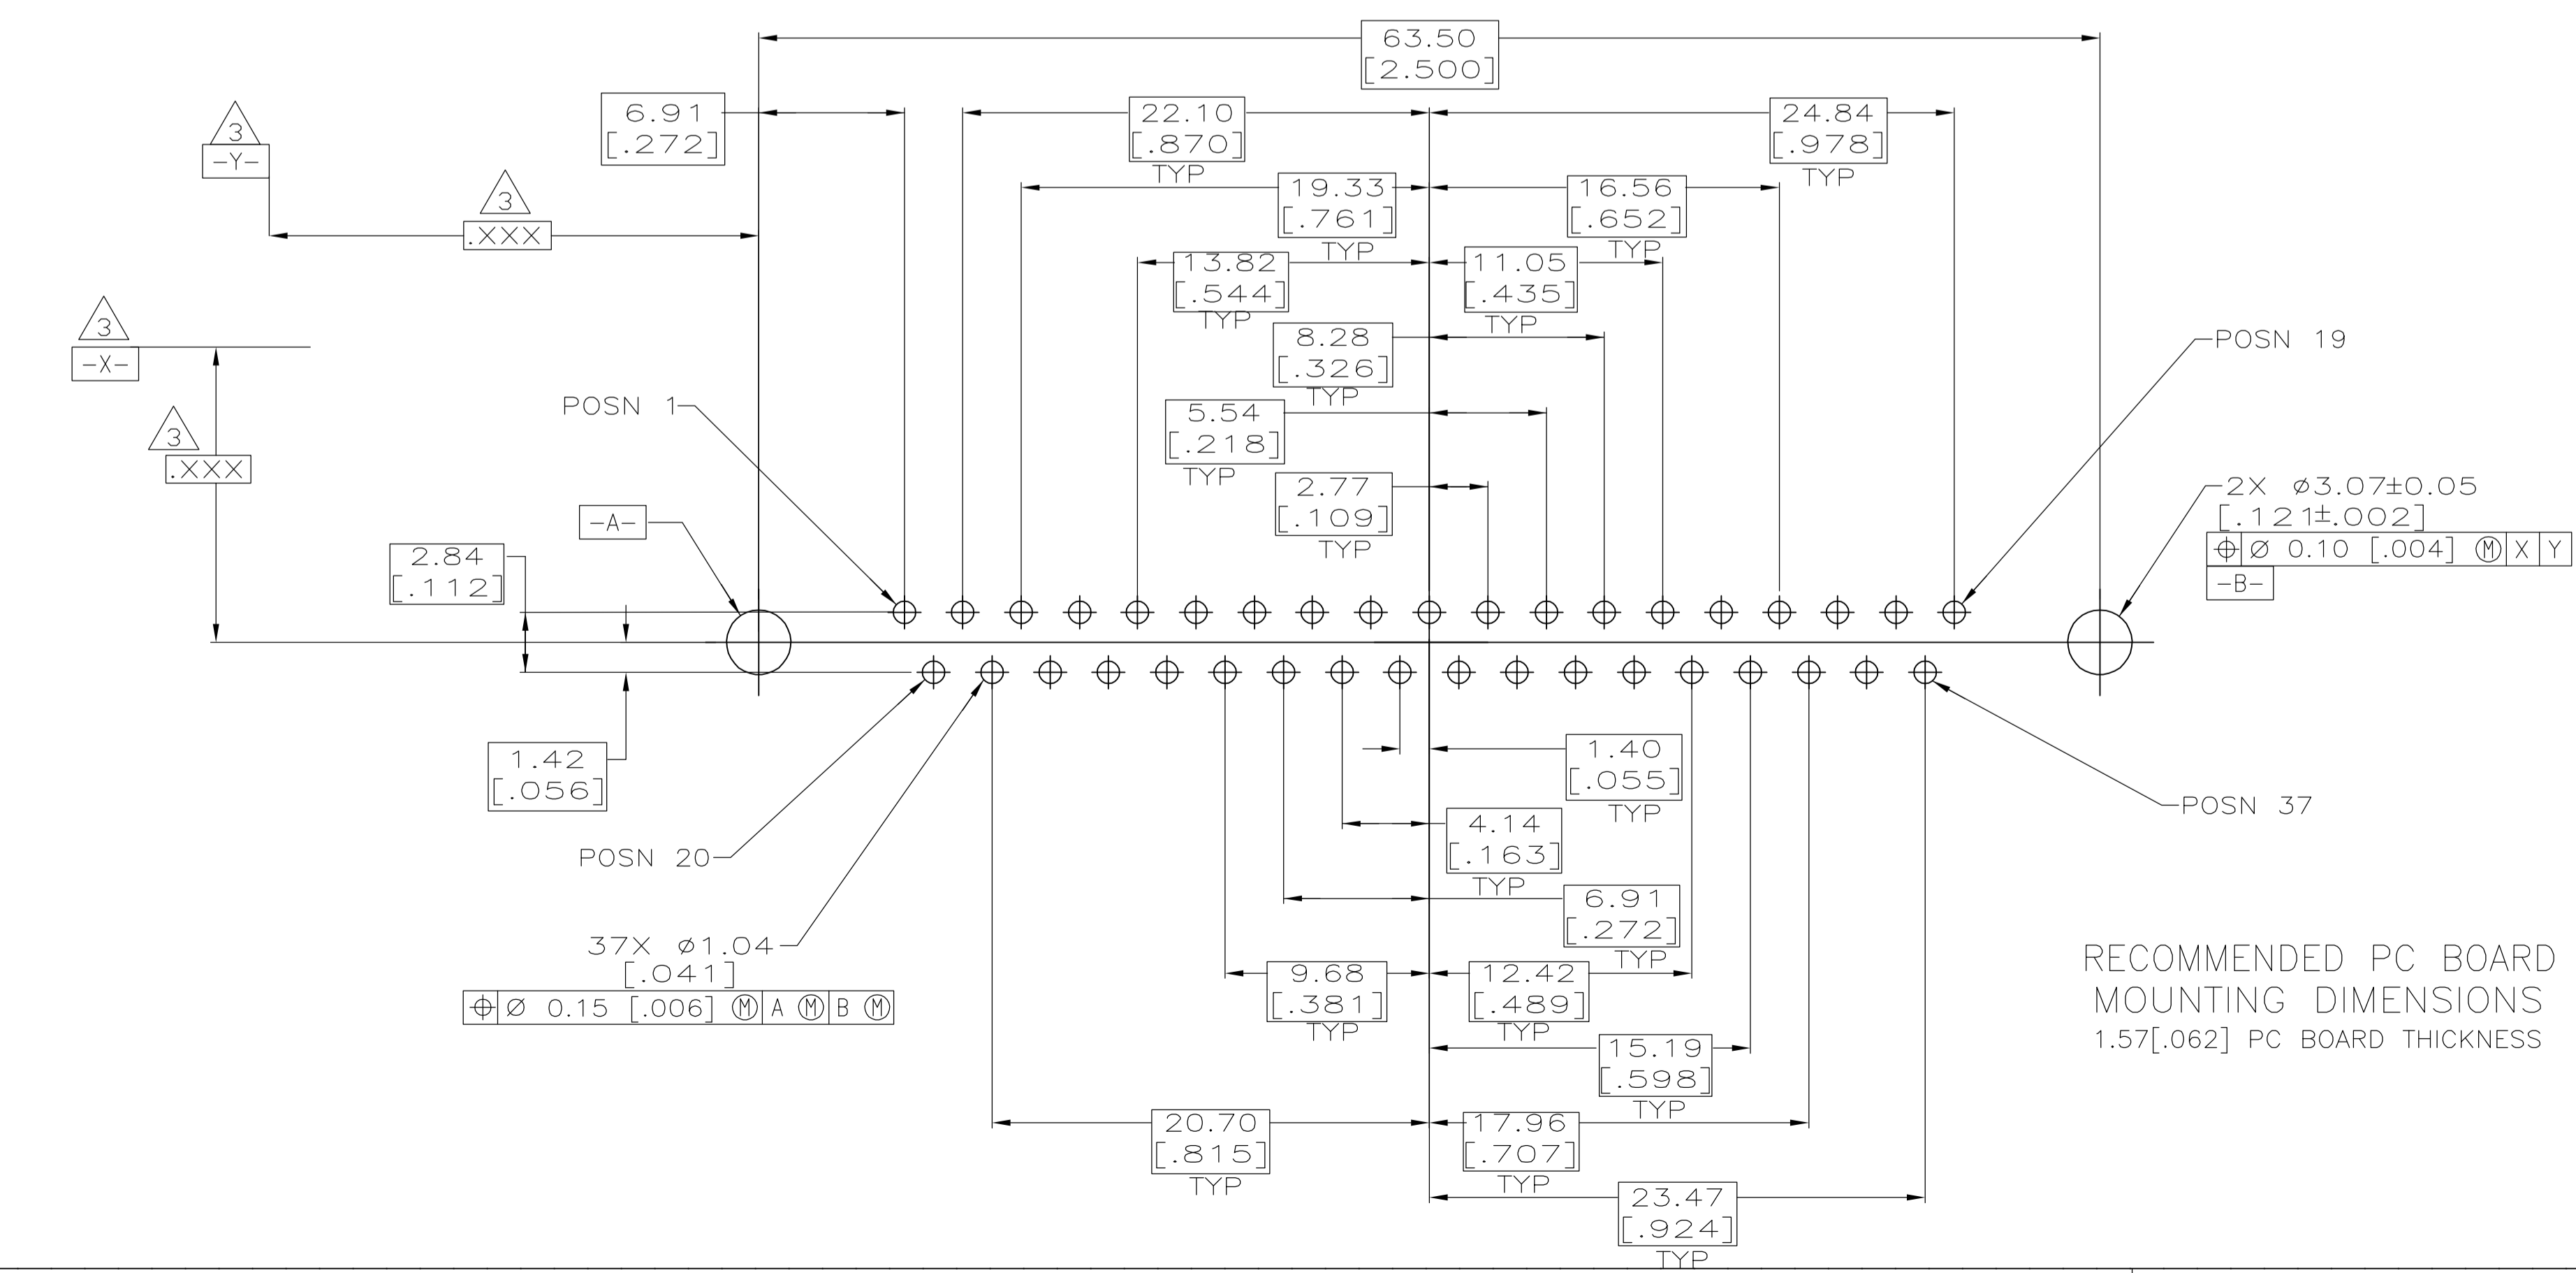 63.50
[2.500]
6.91
[.272]
22.10
[.870]
TYP
24.84
[.978]
TYP
3
-Y-
3
.XXX
19.33
[.761]
TYP
16.56
[.652]
TYP
13.82
[.544]
TYP
11.05
[.435]
TYP
3
-X-
8.28
[.326]
TYP
POSN 19
POSN 1
3
.XXX
5.54
[.218]
TYP
2.77
[.109]
TYP
2X ⌀3.07±0.05
[.121±.002]
⌖ ⌀ 0.10 [.004] Ⓜ X Y
-B-
-A-
2.84
[.112]
1.42
[.056]
1.40
[.055]
TYP
POSN 37
4.14
[.163]
TYP
POSN 20
6.91
[.272]
TYP
37X ⌀1.04
[.041]
⌖ ⌀ 0.15 [.006] Ⓜ A Ⓜ B Ⓜ
9.68
[.381]
TYP
12.42
[.489]
TYP
RECOMMENDED PC BOARD
MOUNTING DIMENSIONS
1.57[.062] PC BOARD THICKNESS
15.19
[.598]
TYP
20.70
[.815]
TYP
17.96
[.707]
TYP
23.47
[.924]
TYP